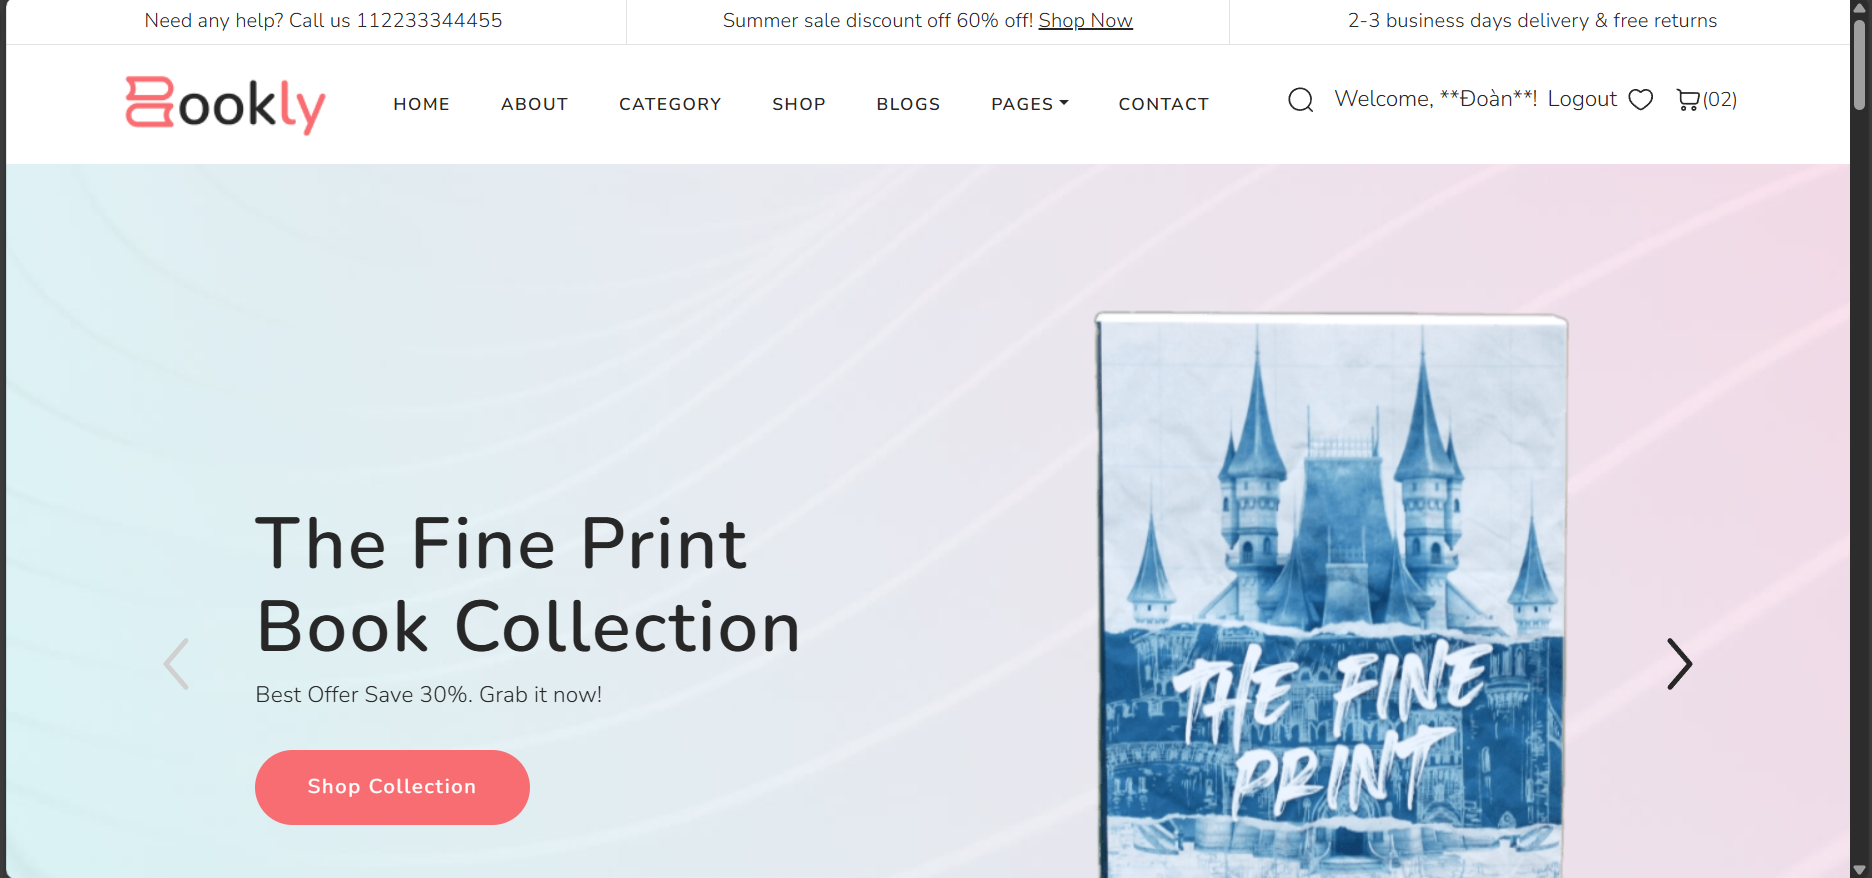 Need any help? Call us 112233344455
Summer sale discount off 60% off! Shop Now
2-3 business days delivery & free returns
Bookly
HOME ABOUT CATEGORY SHOP BLOGS PAGES CONTACT
Welcome, **Đoàn**! Logout (02)
The Fine Print
Book Collection
Best Offer Save 30%. Grab it now!
Shop Collection
THE FINE
PRINT